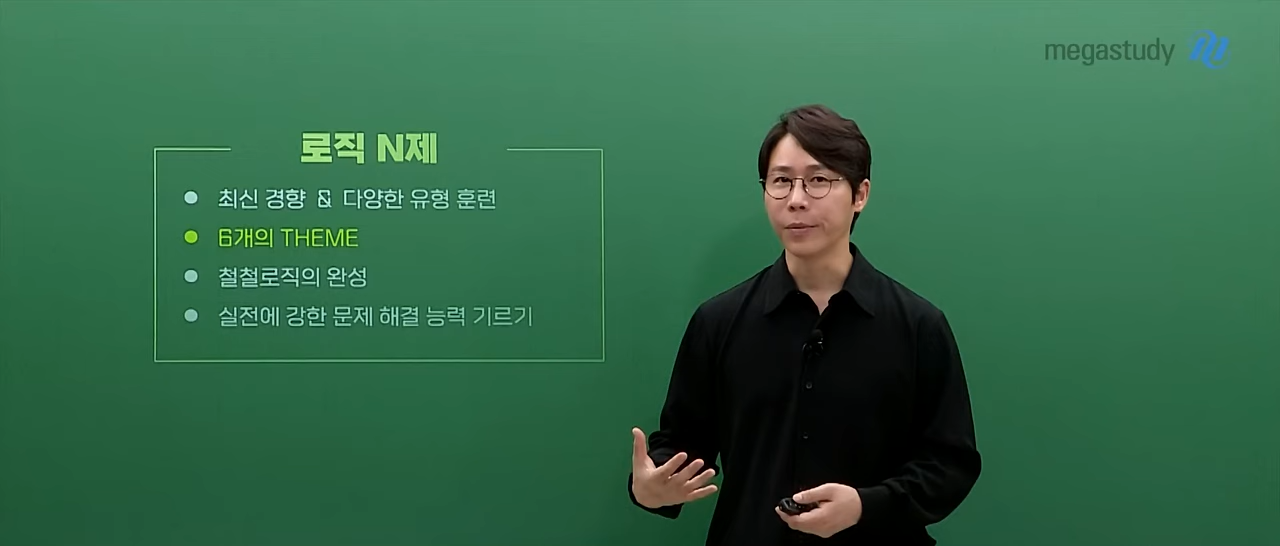 megastudy
로직 N제
최신 경향 & 다양한 유형 훈련
6개의 THEME
철철로직의 완성
실전에 강한 문제 해결 능력 기르기